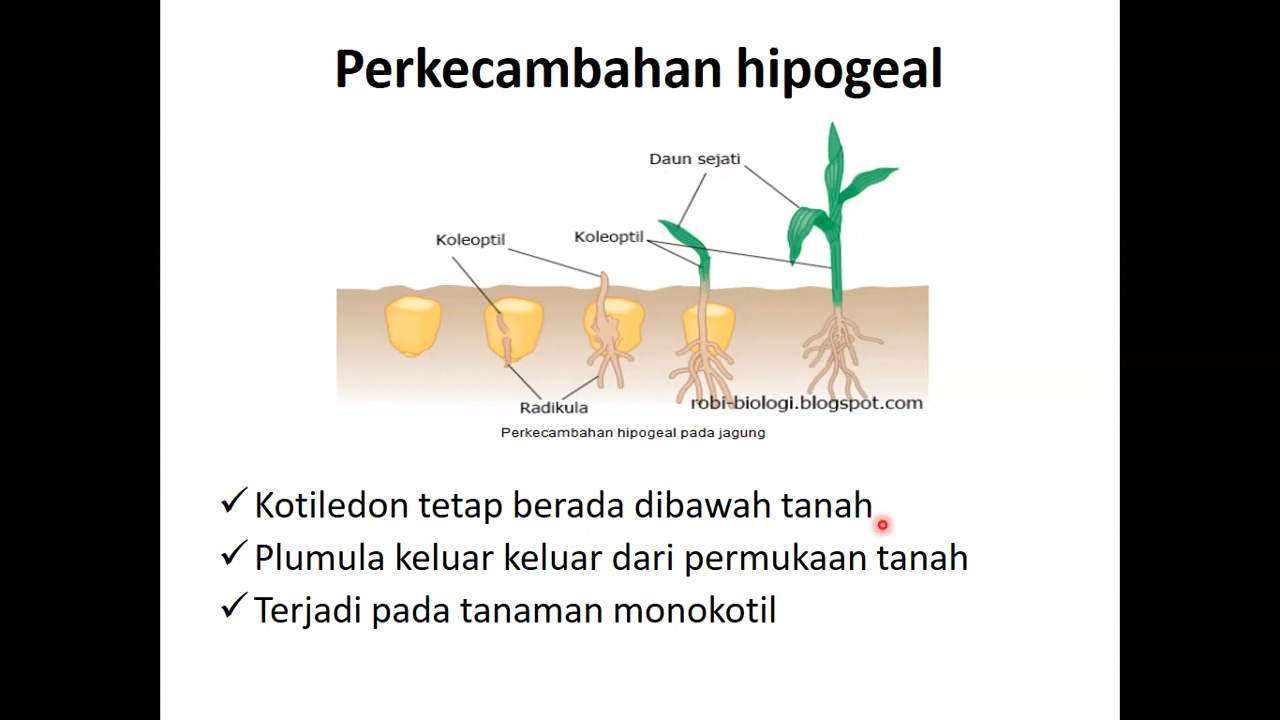 Perkecambahan hipogeal
Daun sejati
Koleoptil
Koleoptil
Radikula
robi-biologi.blogspot.com
Perkecambahan hipogeal pada jagung
✓ Kotiledon tetap berada dibawah tanah
✓ Plumula keluar keluar dari permukaan tanah
✓ Terjadi pada tanaman monokotil